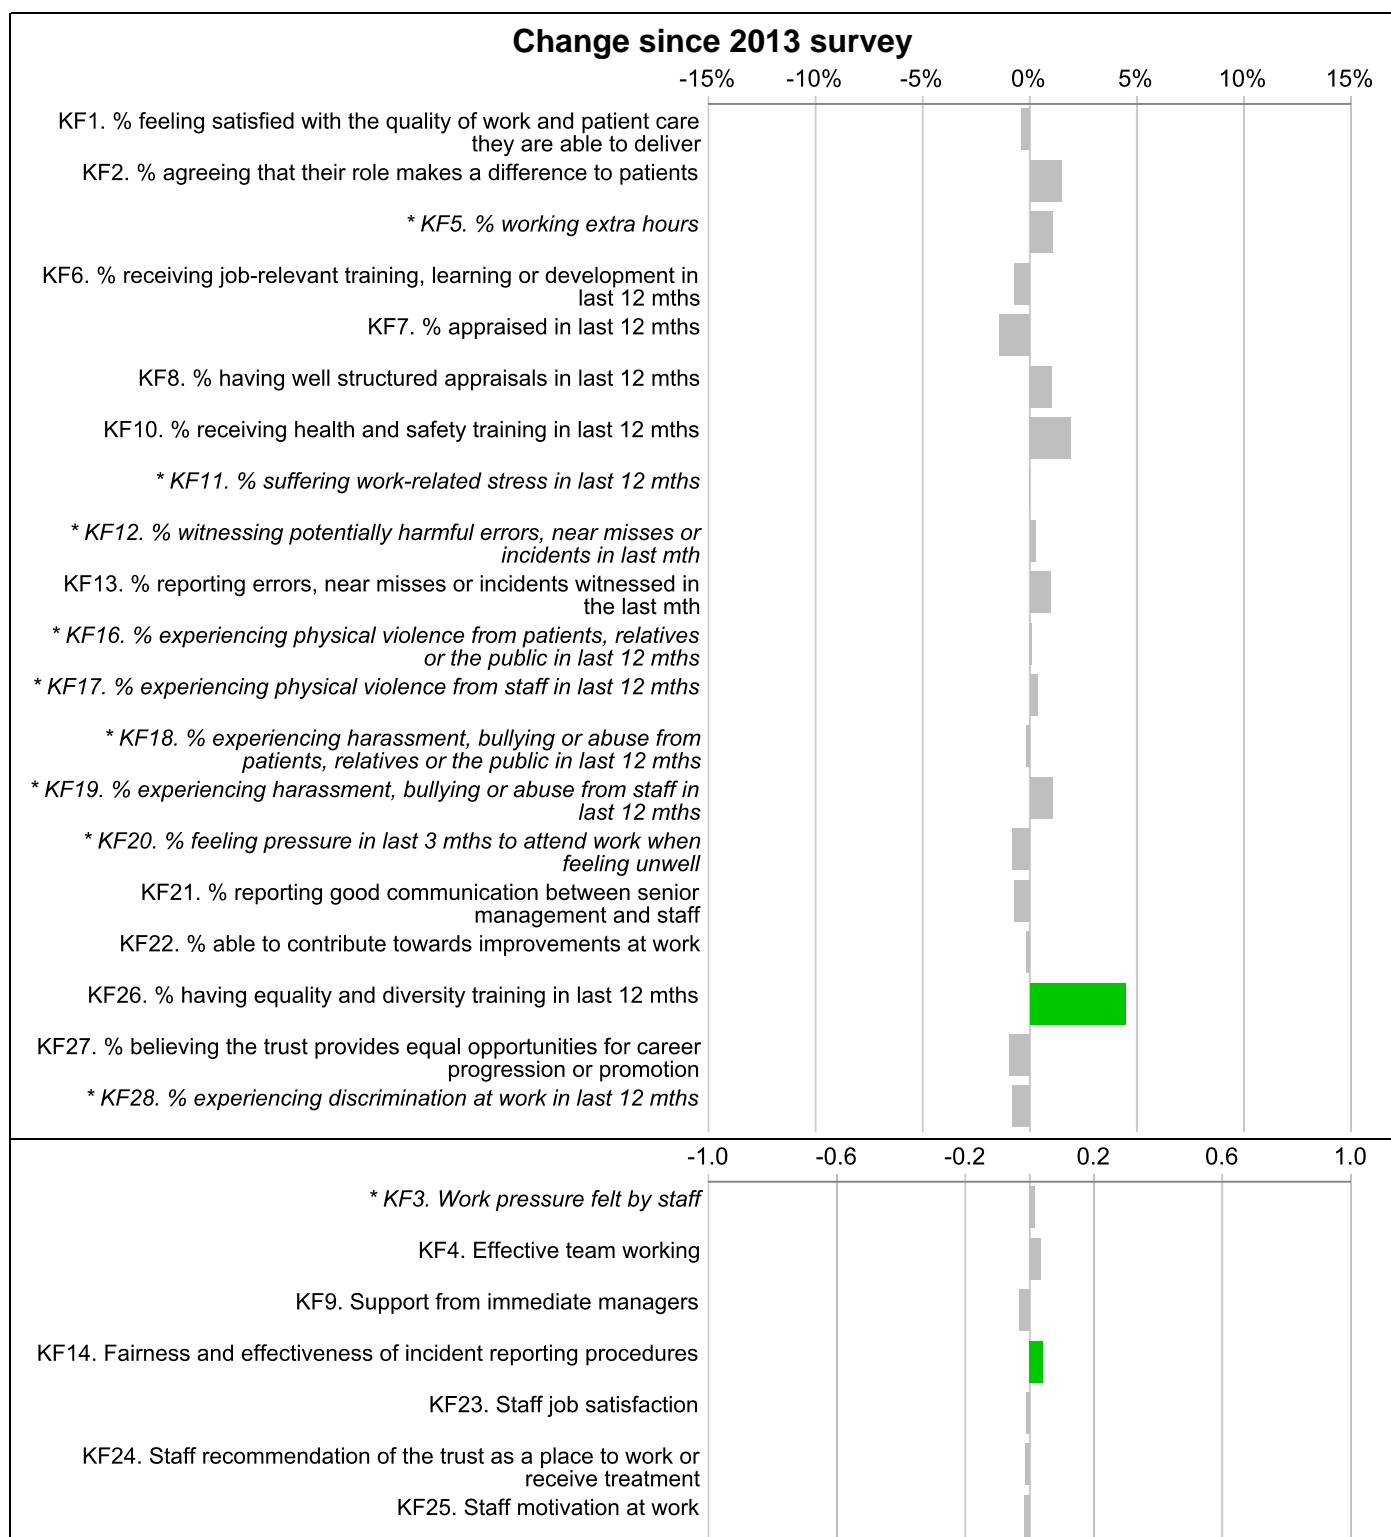 Change since 2013 survey
-15% -10% -5% 0% 5% 10% 15%
KF1. % feeling satisfied with the quality of work and patient care
they are able to deliver
KF2. % agreeing that their role makes a difference to patients
* KF5. % working extra hours
KF6. % receiving job-relevant training, learning or development in
last 12 mths
KF7. % appraised in last 12 mths
KF8. % having well structured appraisals in last 12 mths
KF10. % receiving health and safety training in last 12 mths
* KF11. % suffering work-related stress in last 12 mths
* KF12. % witnessing potentially harmful errors, near misses or
incidents in last mth
KF13. % reporting errors, near misses or incidents witnessed in
the last mth
* KF16. % experiencing physical violence from patients, relatives
or the public in last 12 mths
* KF17. % experiencing physical violence from staff in last 12 mths
* KF18. % experiencing harassment, bullying or abuse from
patients, relatives or the public in last 12 mths
* KF19. % experiencing harassment, bullying or abuse from staff in
last 12 mths
* KF20. % feeling pressure in last 3 mths to attend work when
feeling unwell
KF21. % reporting good communication between senior
management and staff
KF22. % able to contribute towards improvements at work
KF26. % having equality and diversity training in last 12 mths
KF27. % believing the trust provides equal opportunities for career
progression or promotion
* KF28. % experiencing discrimination at work in last 12 mths
-1.0 -0.6 -0.2 0.2 0.6 1.0
* KF3. Work pressure felt by staff
KF4. Effective team working
KF9. Support from immediate managers
KF14. Fairness and effectiveness of incident reporting procedures
KF23. Staff job satisfaction
KF24. Staff recommendation of the trust as a place to work or
receive treatment
KF25. Staff motivation at work